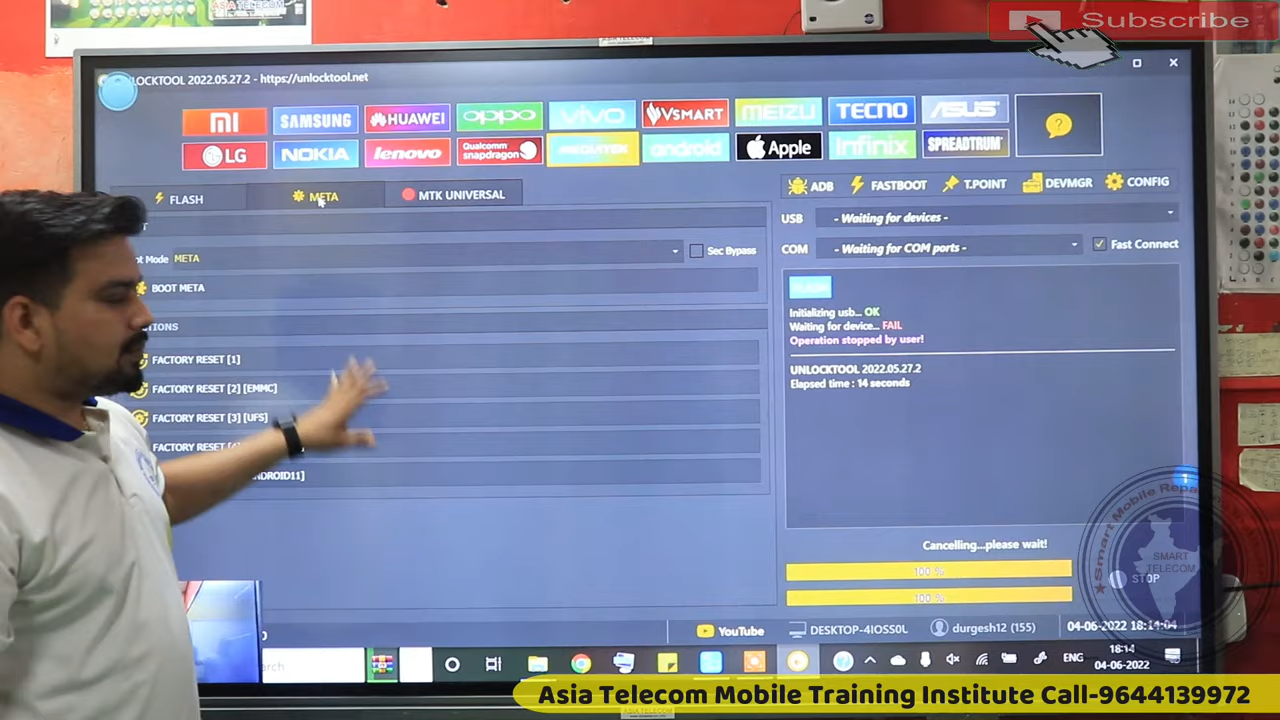 ASIA TELECOM
Subscribe
UNLOCKTOOL 2022.05.27.2 - https://unlocktool.net
MI SAMSUNG HUAWEI oppo vivo VSMART MEIZU TECNO ASUS ?
LG NOKIA lenovo Qualcomm snapdragon MEDIATEK android Apple Infinix SPREADTRUM
FLASH META MTK UNIVERSAL
ADB FASTBOOT T.POINT DEVMGR CONFIG
USB - Waiting for devices -
META Sec Bypass
COM - Waiting for COM ports - Fast Connect
BOOT META
FACTORY RESET [1]
FACTORY RESET [2] [EMMC]
FACTORY RESET [3] [UFS]
FACTORY RESET
Initializing usb... OK
Waiting for device... FAIL
Operation stopped by user!
UNLOCKTOOL 2022.05.27.2
Elapsed time : 14 seconds
Cancelling...please wait!
100 %
100 %
STOP
YouTube DESKTOP-4IOSS0L durgesh12 (155) 04-06-2022 18:14:04
ENG 18:14
04-06-2022
SMART
TELECOM
Asia Telecom Mobile Training Institute Call-9644139972
ASIA TELECOM